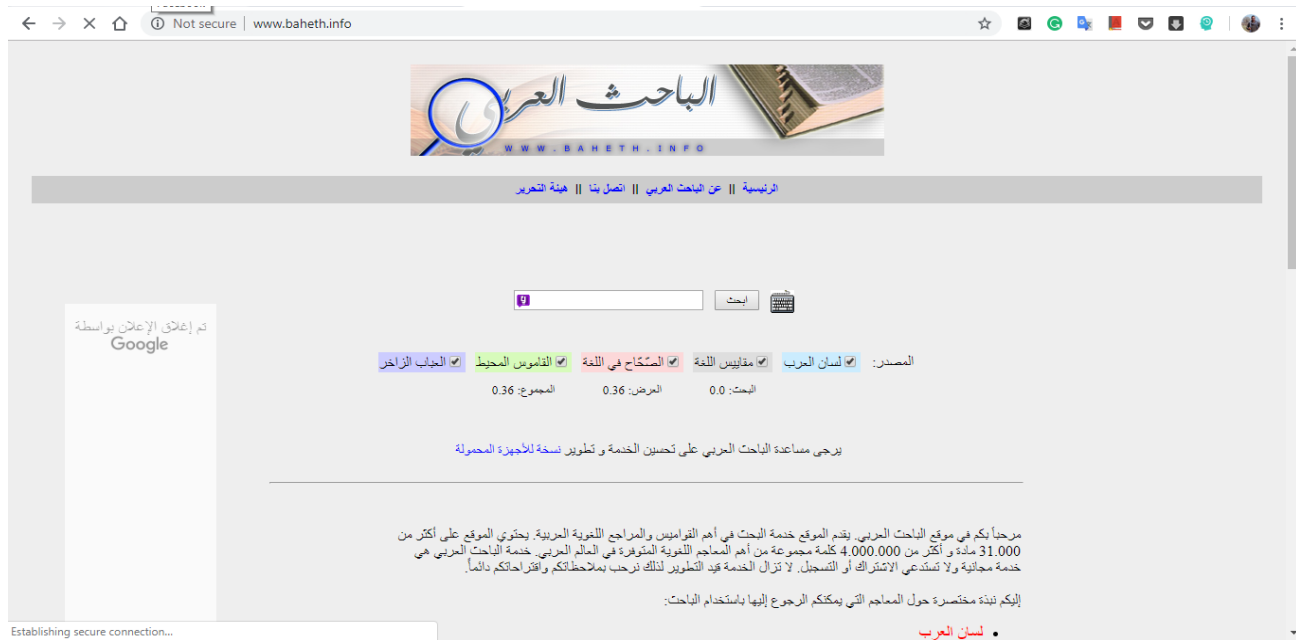 Not secure | www.baheth.info
الباحث العربي
WWW.BAHETH.INFO
الرئيسية || عن الباحث العربي || اتصل بنا || هيئة التحرير
ابحث
تم إغلاق الإعلان بواسطة
Google
المصدر: لسان العرب مقاييس اللغة الصّحّاح في اللغة القاموس المحيط العباب الزاخر
البحث: 0.0 العرض: 0.36 المجموع: 0.36
يرجى مساعدة الباحث العربي على تحسين الخدمة و تطوير نسخة للأجهزة المحمولة
مرحباً بكم في موقع الباحث العربي. يقدم الموقع خدمة البحث في أهم القواميس والمراجع اللغوية العربية. يحتوي الموقع على أكثر من
31.000 مادة و أكثر من 4.000.000 كلمة مجموعة من أهم المعاجم اللغوية المتوفرة في العالم العربي. خدمة الباحث العربي هي
خدمة مجانية ولا تستدعي الاشتراك أو التسجيل. لا تزال الخدمة قيد التطوير لذلك نرحب بملاحظاتكم واقتراحاتكم دائماً.
إليكم نبذة مختصرة حول المعاجم التي يمكنكم الرجوع إليها باستخدام الباحث:
• لسان العرب
Establishing secure connection...